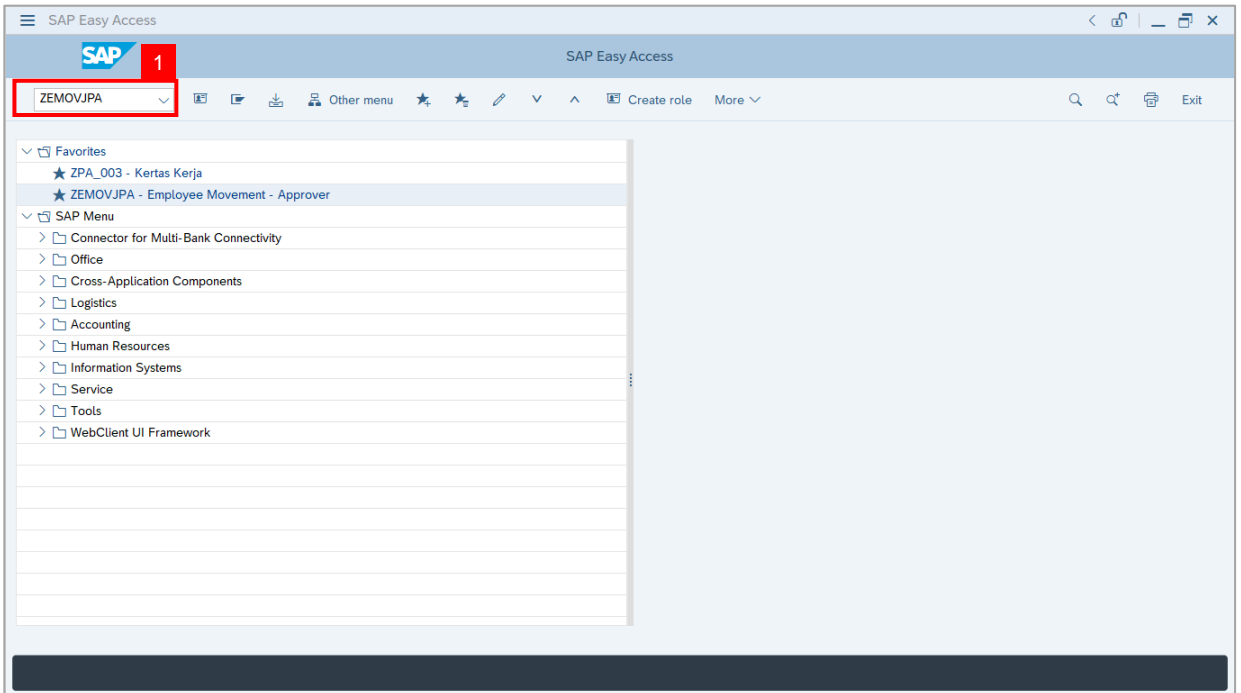 SAP Easy Access
SAP
1
SAP Easy Access
ZEMOVJPA
Other menu
Create role
More
Exit
Favorites
ZPA_003 - Kertas Kerja
ZEMOVJPA - Employee Movement - Approver
SAP Menu
Connector for Multi-Bank Connectivity
Office
Cross-Application Components
Logistics
Accounting
Human Resources
Information Systems
Service
Tools
WebClient UI Framework